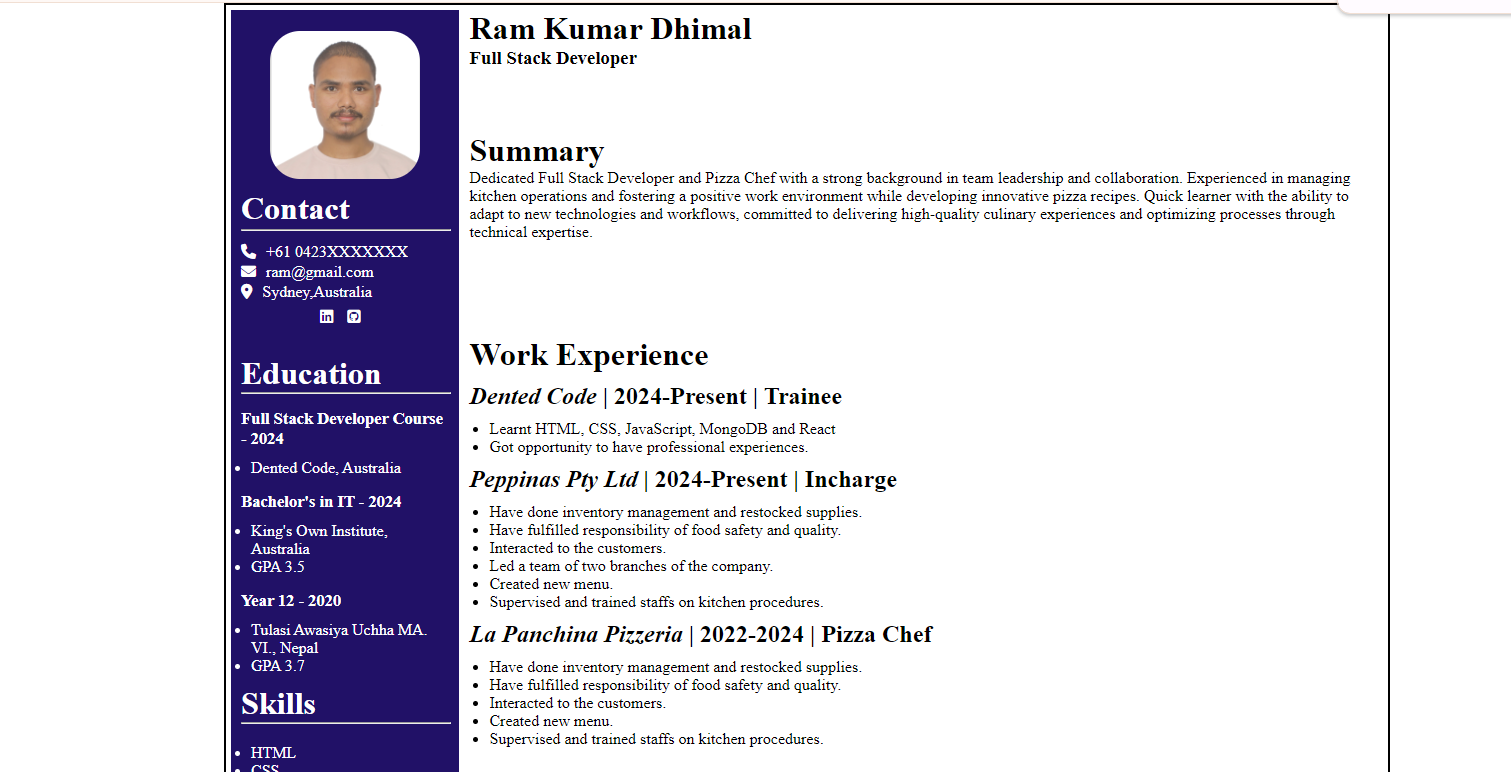 Ram Kumar Dhimal
Full Stack Developer
Summary
Dedicated Full Stack Developer and Pizza Chef with a strong background in team leadership and collaboration. Experienced in managing
kitchen operations and fostering a positive work environment while developing innovative pizza recipes. Quick learner with the ability to
adapt to new technologies and workflows, committed to delivering high-quality culinary experiences and optimizing processes through
technical expertise.
Work Experience
Dented Code | 2024-Present | Trainee
Learnt HTML, CSS, JavaScript, MongoDB and React
Got opportunity to have professional experiences.
Peppinas Pty Ltd | 2024-Present | Incharge
Have done inventory management and restocked supplies.
Have fulfilled responsibility of food safety and quality.
Interacted to the customers.
Led a team of two branches of the company.
Created new menu.
Supervised and trained staffs on kitchen procedures.
La Panchina Pizzeria | 2022-2024 | Pizza Chef
Have done inventory management and restocked supplies.
Have fulfilled responsibility of food safety and quality.
Interacted to the customers.
Created new menu.
Supervised and trained staffs on kitchen procedures.
Contact
+61 0423XXXXXXX
ram@gmail.com
Sydney,Australia
in
Education
Full Stack Developer Course
- 2024
Dented Code, Australia
Bachelor's in IT - 2024
King's Own Institute,
Australia
GPA 3.5
Year 12 - 2020
Tulasi Awasiya Uchha MA.
VI., Nepal
GPA 3.7
Skills
HTML
CSS